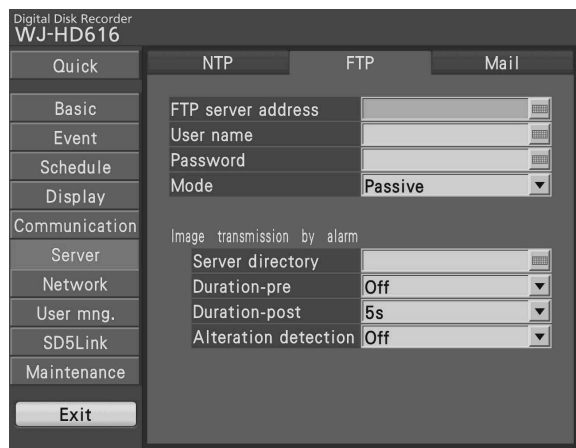 Digital Disk Recorder
WJ-HD616
Quick
Basic
Event
Schedule
Display
Communication
Server
Network
User mng.
SD5Link
Maintenance
Exit
NTP FTP Mail
FTP server address
User name
Password
Mode Passive
Image transmission by alarm
Server directory
Duration-pre Off
Duration-post 5s
Alteration detection Off